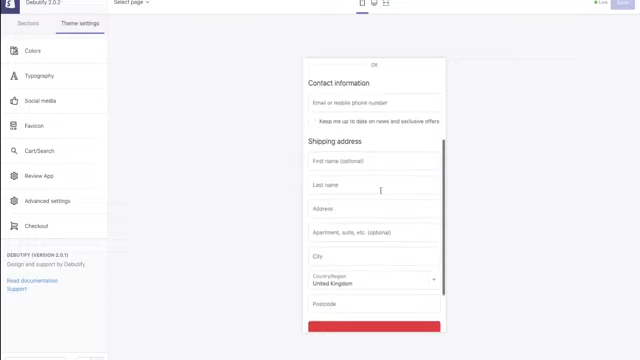 Debutify 2.0.2
Select page
Live
Save
Sections
Theme settings
Colors
Typography
Social media
Favicon
Cart/Search
Review App
Advanced settings
Checkout
DEBUTIFY (VERSION 2.0.1)
Design and support by Debutify
Read documentation
Support
OR
Contact information
Email or mobile phone number
Keep me up to date on news and exclusive offers
Shipping address
First name (optional)
Last name
Address
Apartment, suite, etc. (optional)
City
Country/Region
United Kingdom
Postcode